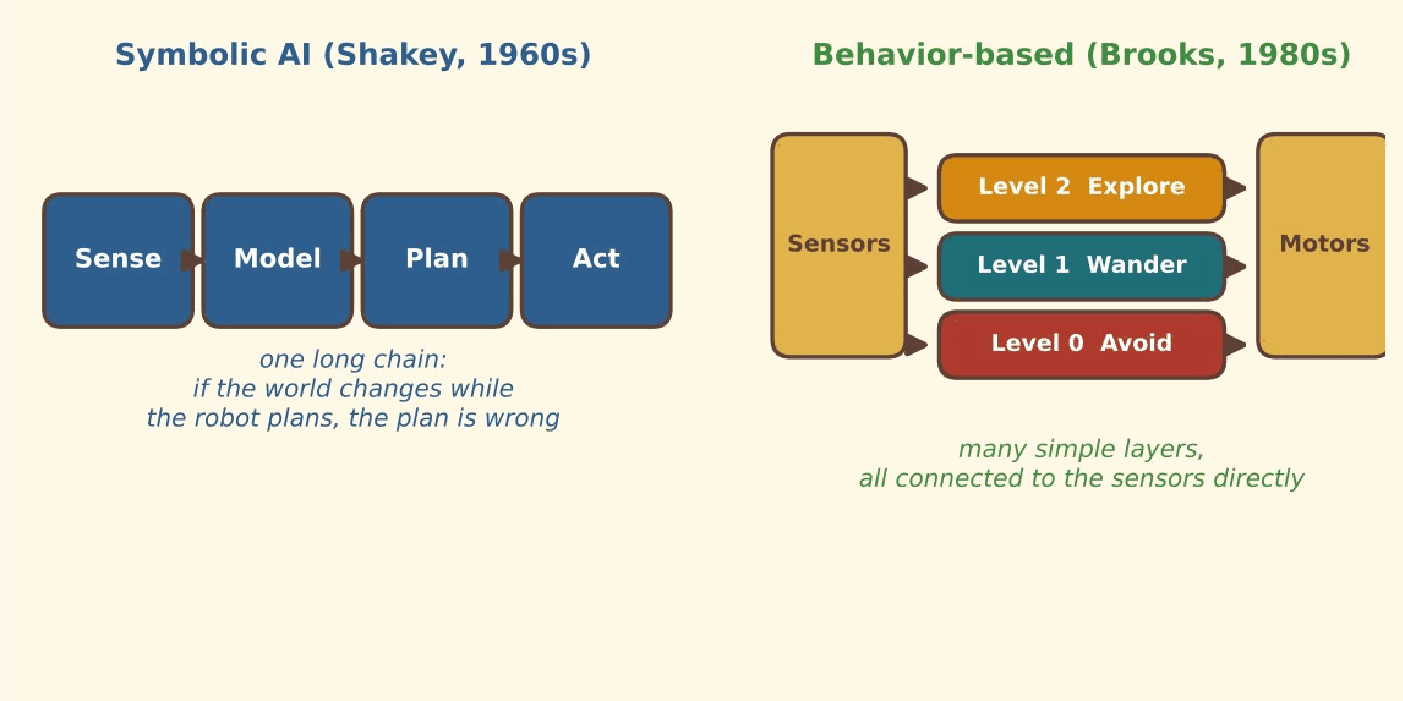 Symbolic AI (Shakey, 1960s)
Sense
Model
Plan
Act
one long chain:
if the world changes while
the robot plans, the plan is wrong
Behavior-based (Brooks, 1980s)
Sensors
Level 2 Explore
Level 1 Wander
Level 0 Avoid
Motors
many simple layers,
all connected to the sensors directly